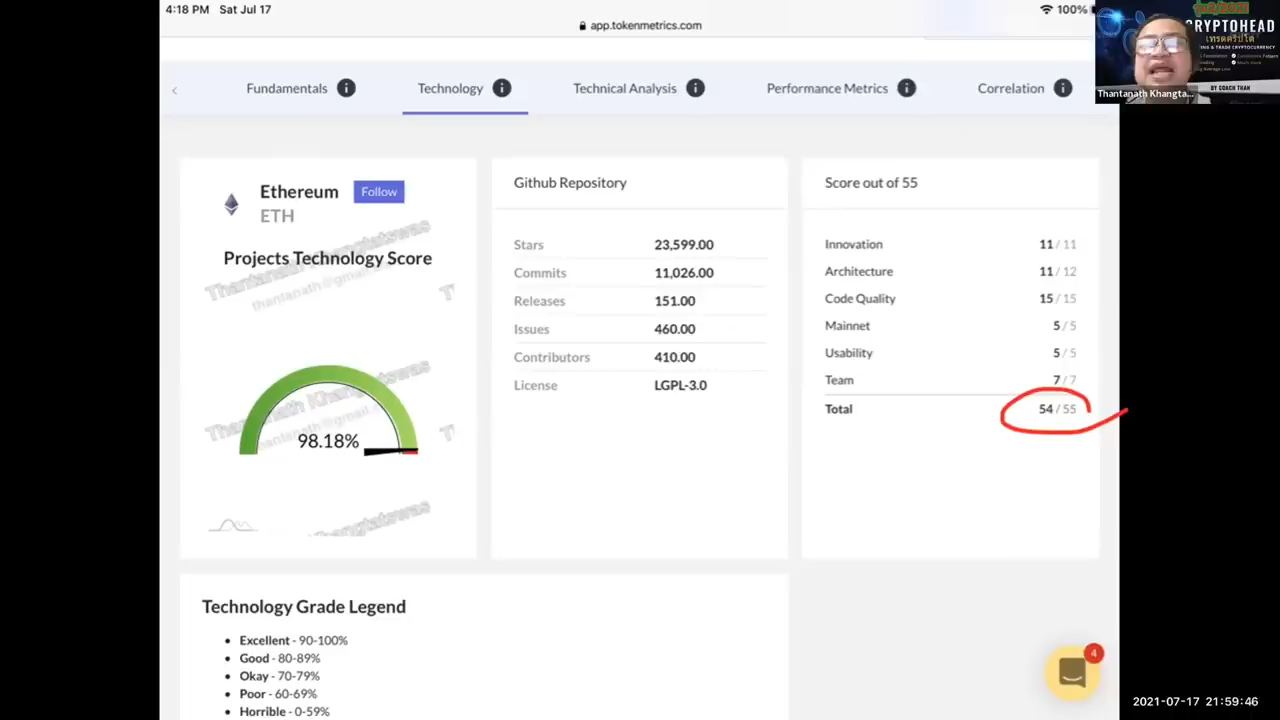 4:18 PM Sat Jul 17
100%
app.tokenmetrics.com
Fundamentals
Technology
Technical Analysis
Performance Metrics
Correlation
CRYPTOHEAD
BY COACH THAN
Thantanath Khangta...
Ethereum
Follow
ETH
Projects Technology Score
98.18%
Github Repository
Stars 23,599.00
Commits 11,026.00
Releases 151.00
Issues 460.00
Contributors 410.00
License LGPL-3.0
Score out of 55
Innovation 11 / 11
Architecture 11 / 12
Code Quality 15 / 15
Mainnet 5 / 5
Usability 5 / 5
Team 7 / 7
Total 54 / 55
Technology Grade Legend
• Excellent - 90-100%
• Good - 80-89%
• Okay - 70-79%
• Poor - 60-69%
• Horrible - 0-59%
4
2021-07-17 21:59:46